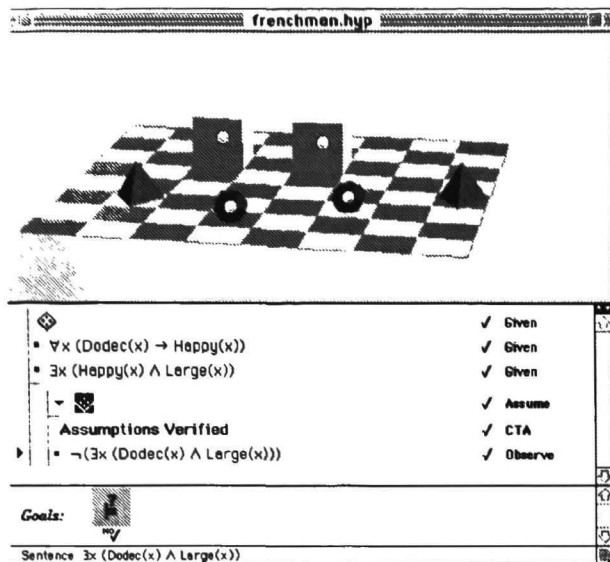 frenchman.hyp
✓ Given
∀x (Dodec(x) → Happy(x)) ✓ Given
∃x (Happy(x) ∧ Large(x)) ✓ Given
✓ Assume
Assumptions Verified ✓ CTA
¬(∃x (Dodec(x) ∧ Large(x))) ✓ Observe
Goals:
NO✓
Sentence ∃x (Dodec(x) ∧ Large(x))